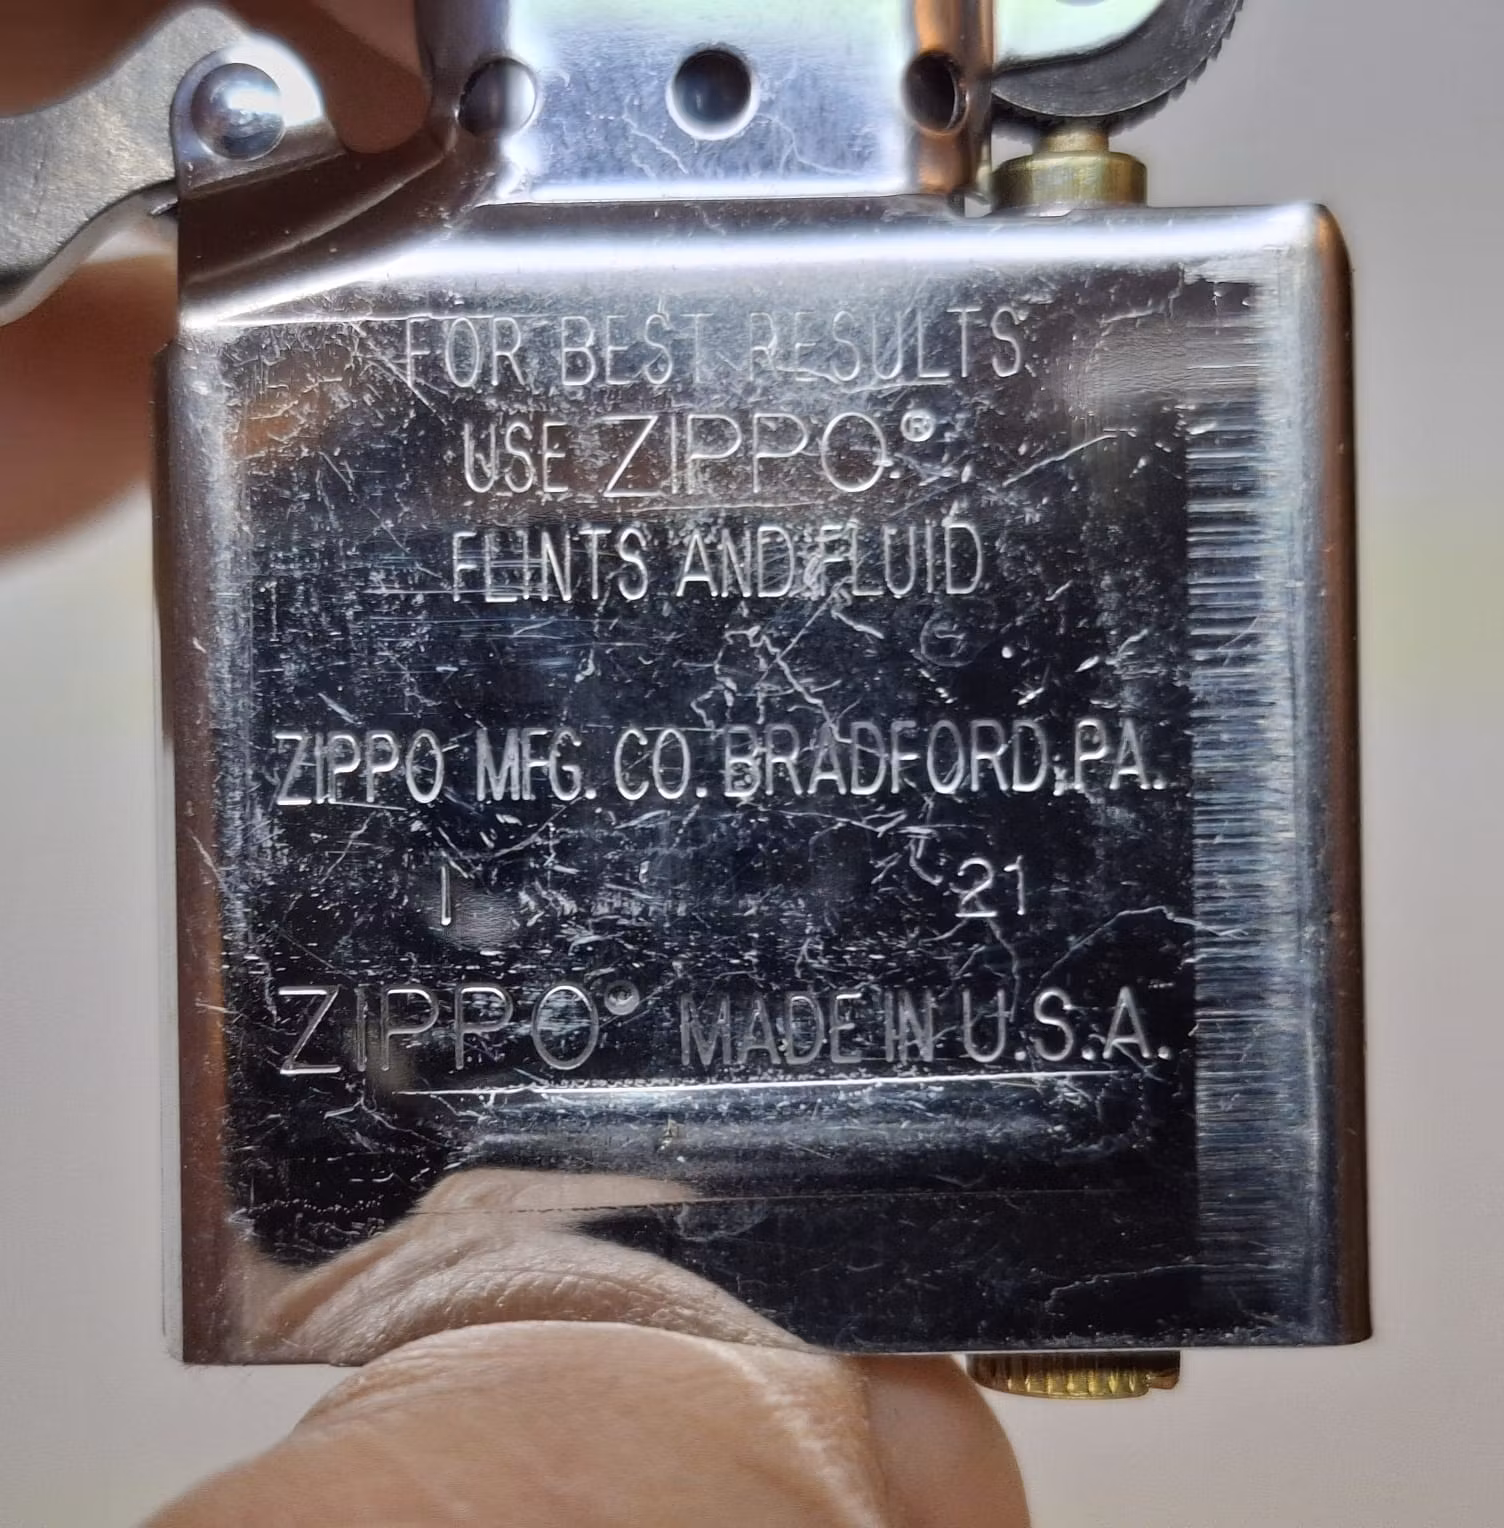 FOR BEST RESULTS
USE ZIPPO®
FLINTS AND FLUID
ZIPPO MFG. CO. BRADFORD, PA.
I 21
ZIPPO® MADE IN U.S.A.